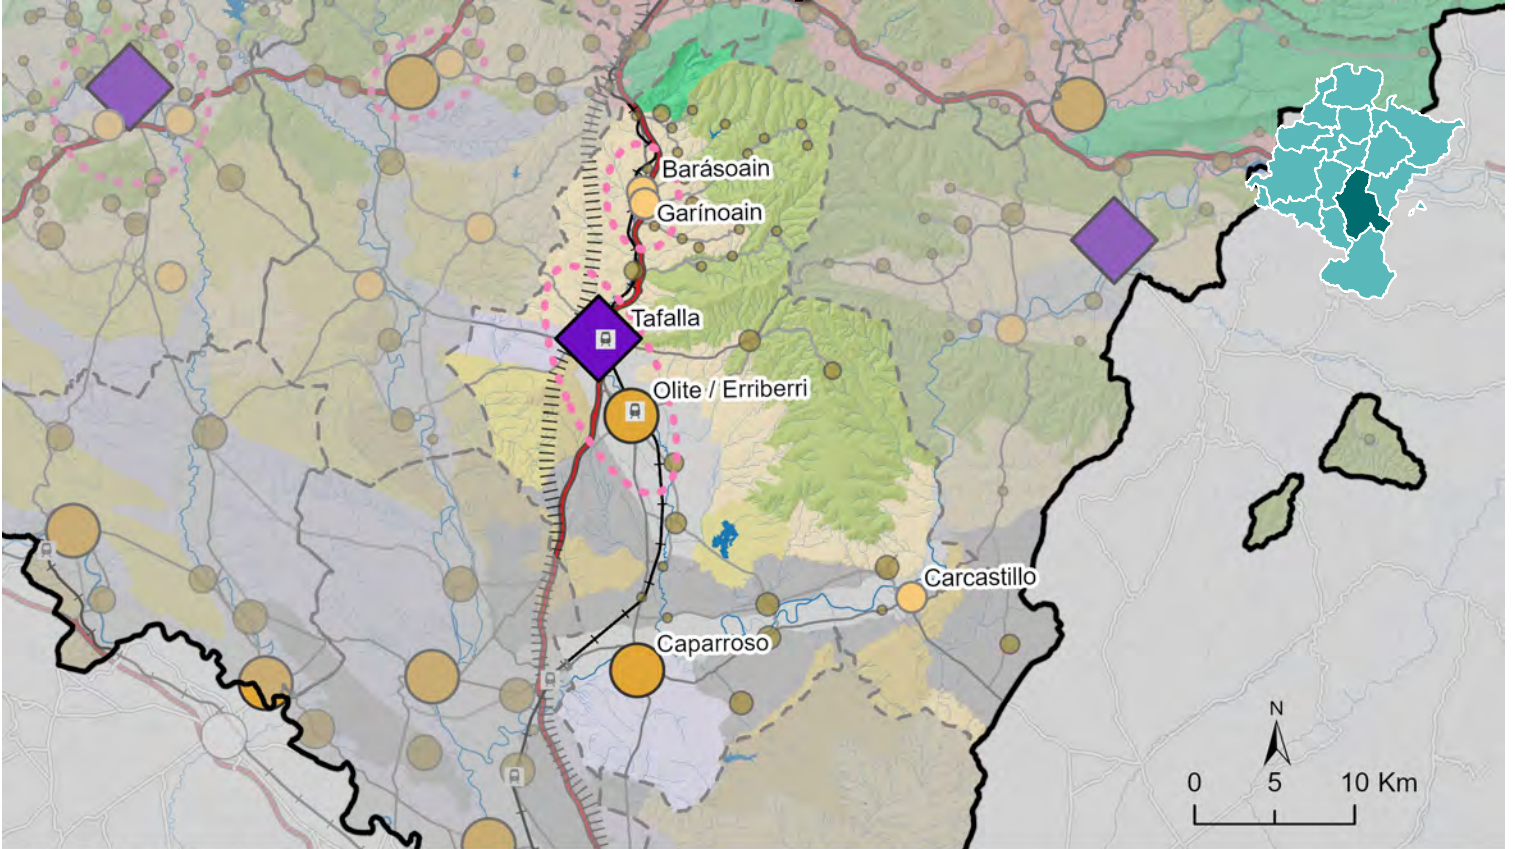 Barásoain
Garínoain
Tafalla
Olite / Erriberri
Carcastillo
Caparroso
N
0 5 10 Km